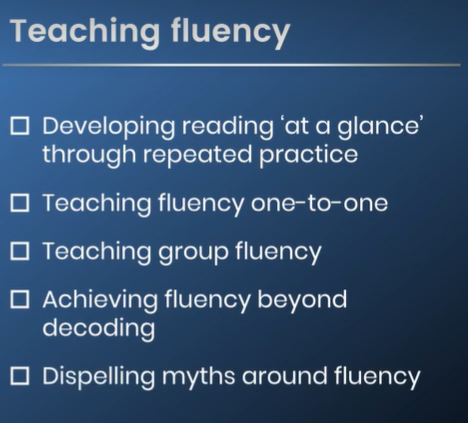 Teaching fluency
Developing reading ‘at a glance’
through repeated practice
Teaching fluency one-to-one
Teaching group fluency
Achieving fluency beyond
decoding
Dispelling myths around fluency